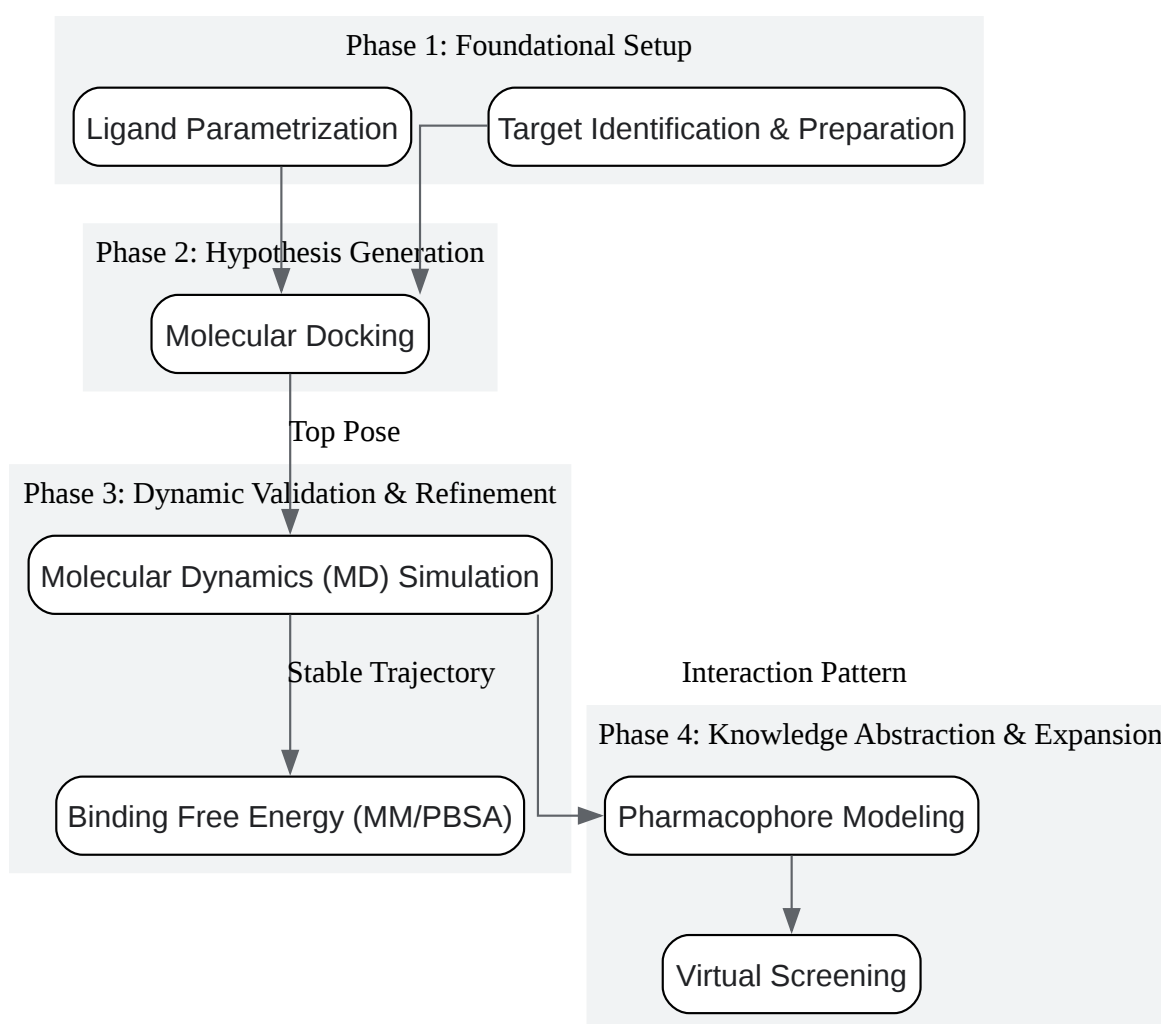 Phase 1: Foundational Setup
Ligand Parametrization
Target Identification & Preparation
Phase 2: Hypothesis Generation
Molecular Docking
Top Pose
Phase 3: Dynamic Validation & Refinement
Molecular Dynamics (MD) Simulation
Stable Trajectory
Interaction Pattern
Phase 4: Knowledge Abstraction & Expansion
Binding Free Energy (MM/PBSA)
Pharmacophore Modeling
Virtual Screening